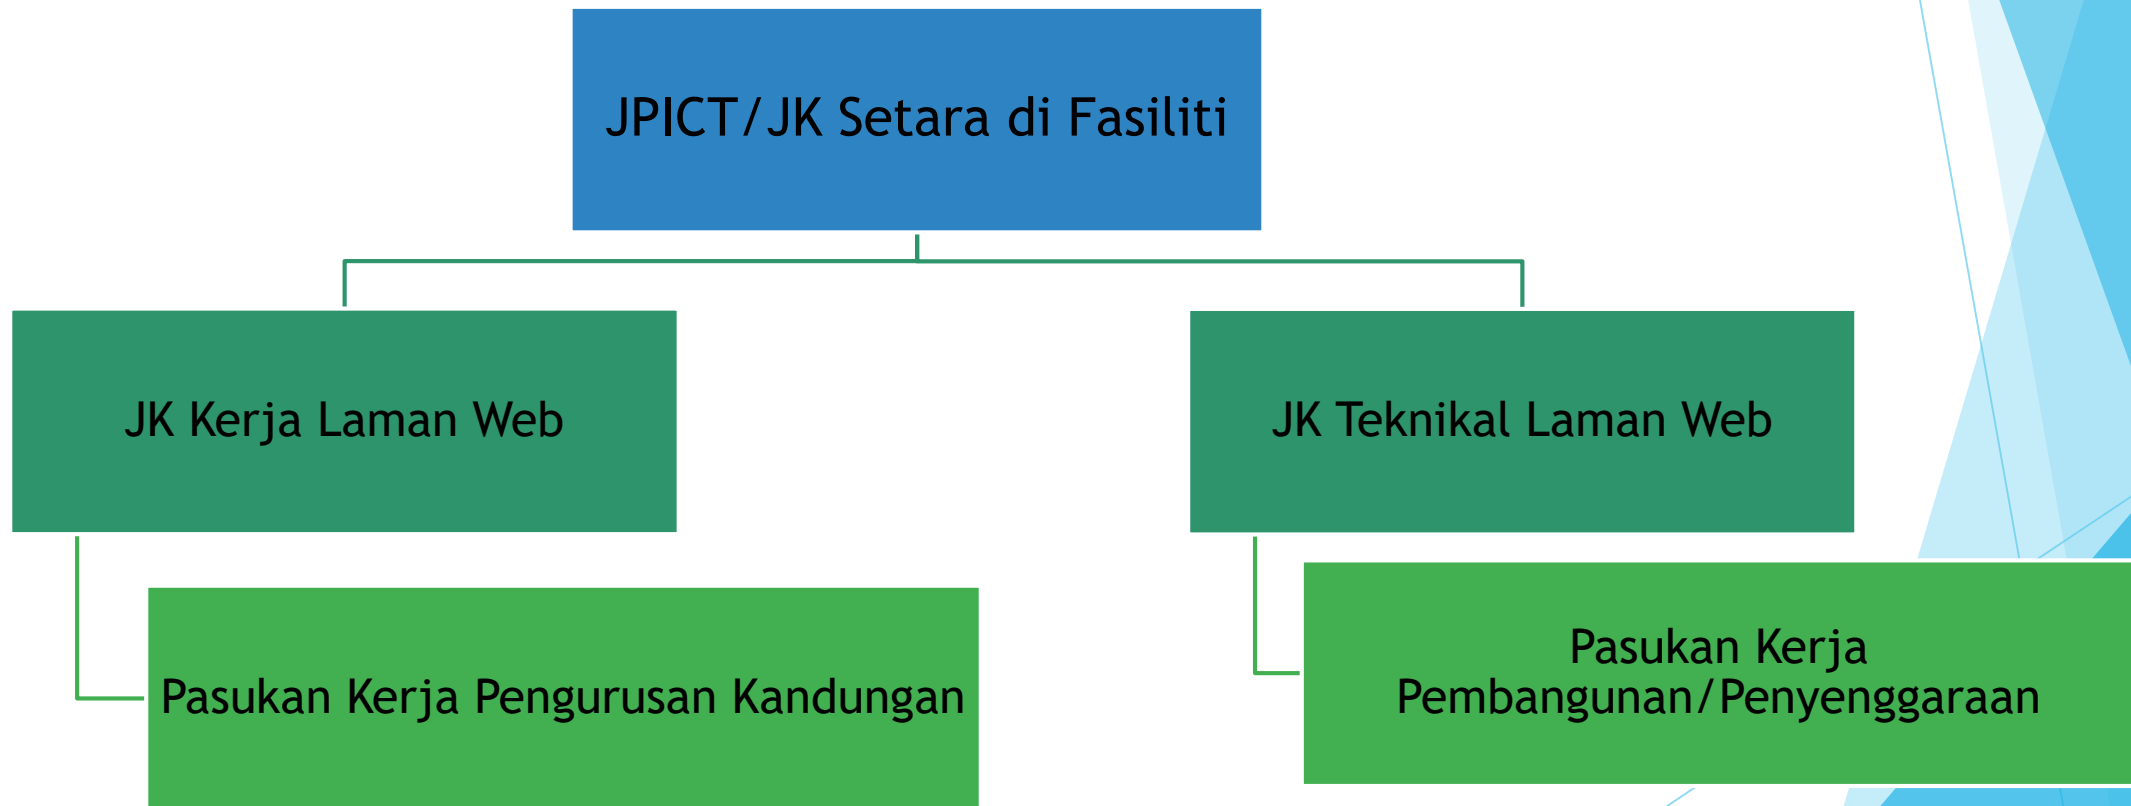 JPICT/JK Setara di Fasiliti
JK Kerja Laman Web
JK Teknikal Laman Web
Pasukan Kerja Pengurusan Kandungan
Pasukan Kerja
Pembangunan/Penyenggaraan